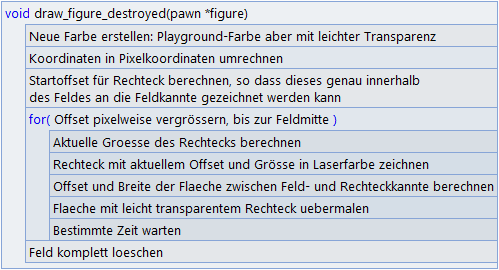 void draw_figure_destroyed(pawn *figure)
Neue Farbe erstellen: Playground-Farbe aber mit leichter Transparenz
Koordinaten in Pixelkoordinaten umrechnen
Startoffset für Rechteck berechnen, so dass dieses genau innerhalb
des Feldes an die Feldkannte gezeichnet werden kann
for( Offset pixelweise vergrössern, bis zur Feldmitte )
Aktuelle Groesse des Rechtecks berechnen
Rechteck mit aktuellem Offset und Grösse in Laserfarbe zeichnen
Offset und Breite der Flaeche zwischen Feld- und Rechteckkannte berechnen
Flaeche mit leicht transparentem Rechteck uebermalen
Bestimmte Zeit warten
Feld komplett loeschen